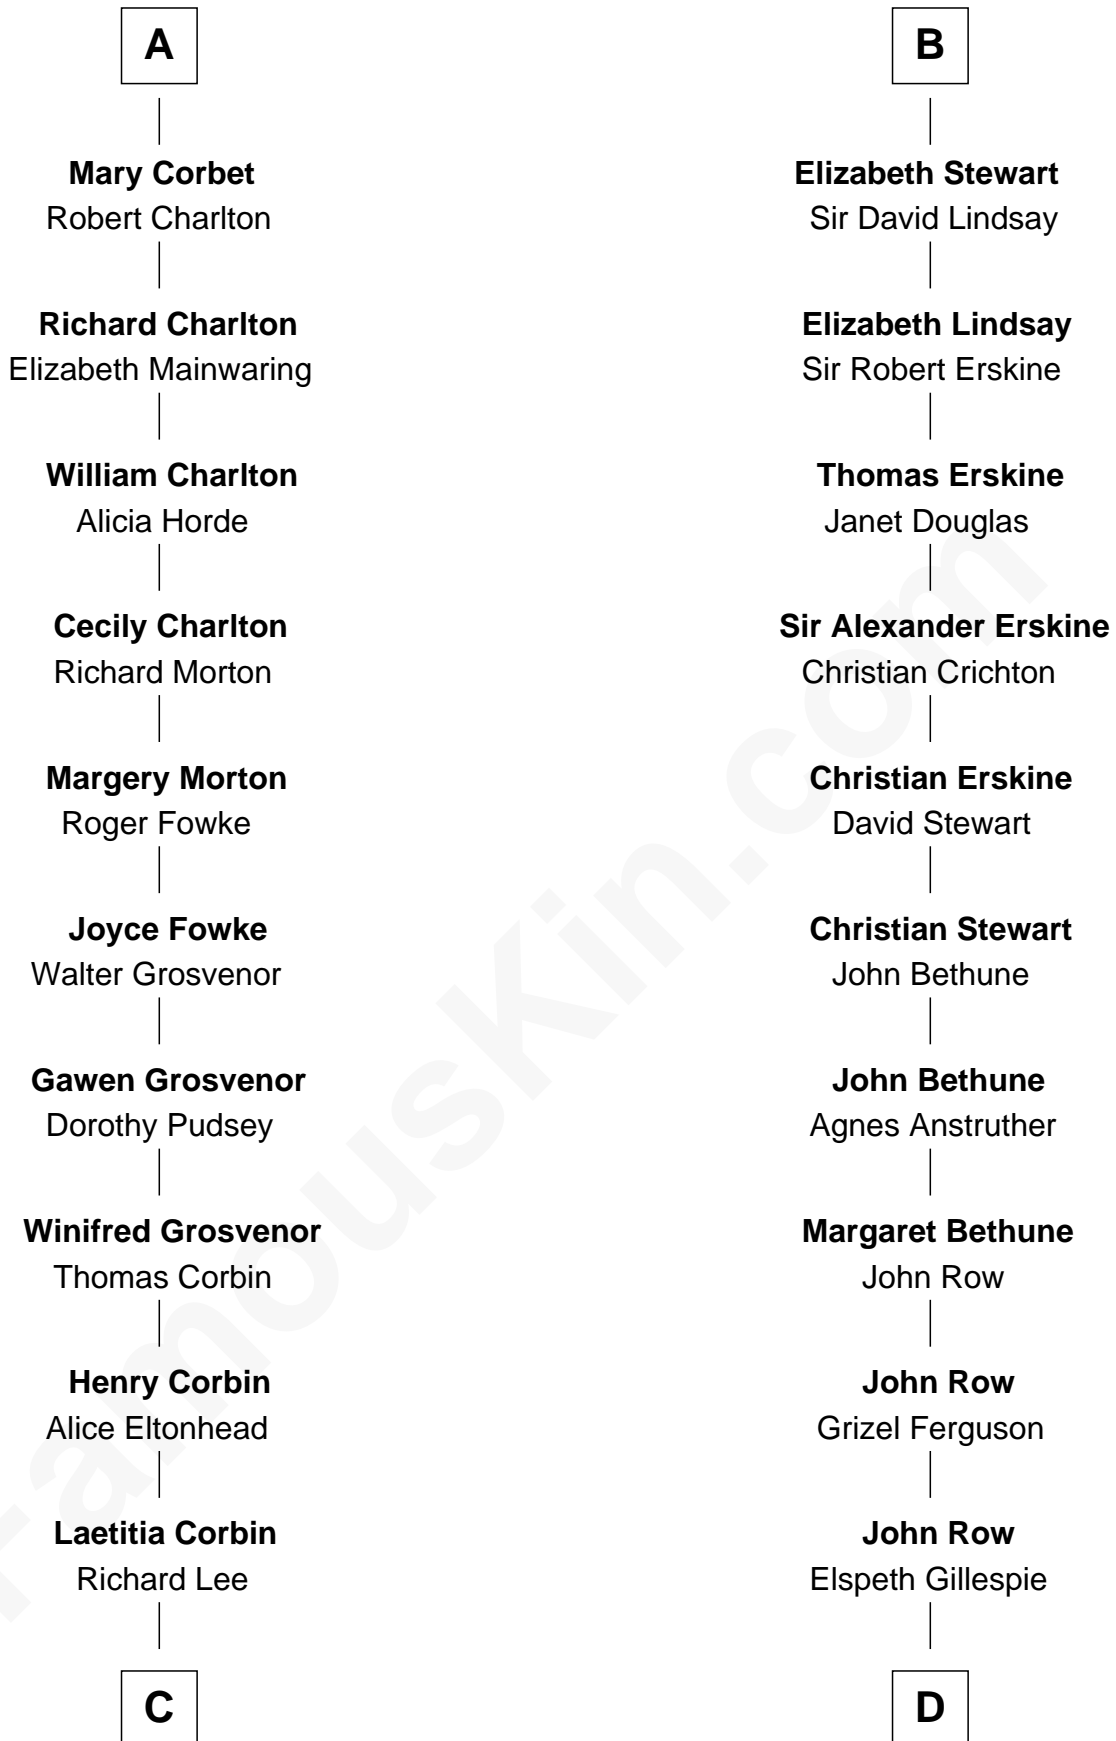 A
Mary Corbet
Robert Charlton
Richard Charlton
Elizabeth Mainwaring
William Charlton
Alicia Horde
Cecily Charlton
Richard Morton
Margery Morton
Roger Fowke
Joyce Fowke
Walter Grosvenor
Gawen Grosvenor
Dorothy Pudsey
Winifred Grosvenor
Thomas Corbin
Henry Corbin
Alice Eltonhead
Laetitia Corbin
Richard Lee
C
B
Elizabeth Stewart
Sir David Lindsay
Elizabeth Lindsay
Sir Robert Erskine
Thomas Erskine
Janet Douglas
Sir Alexander Erskine
Christian Crichton
Christian Erskine
David Stewart
Christian Stewart
John Bethune
John Bethune
Agnes Anstruther
Margaret Bethune
John Row
John Row
Grizel Ferguson
John Row
Elspeth Gillespie
D
FamousKin.com